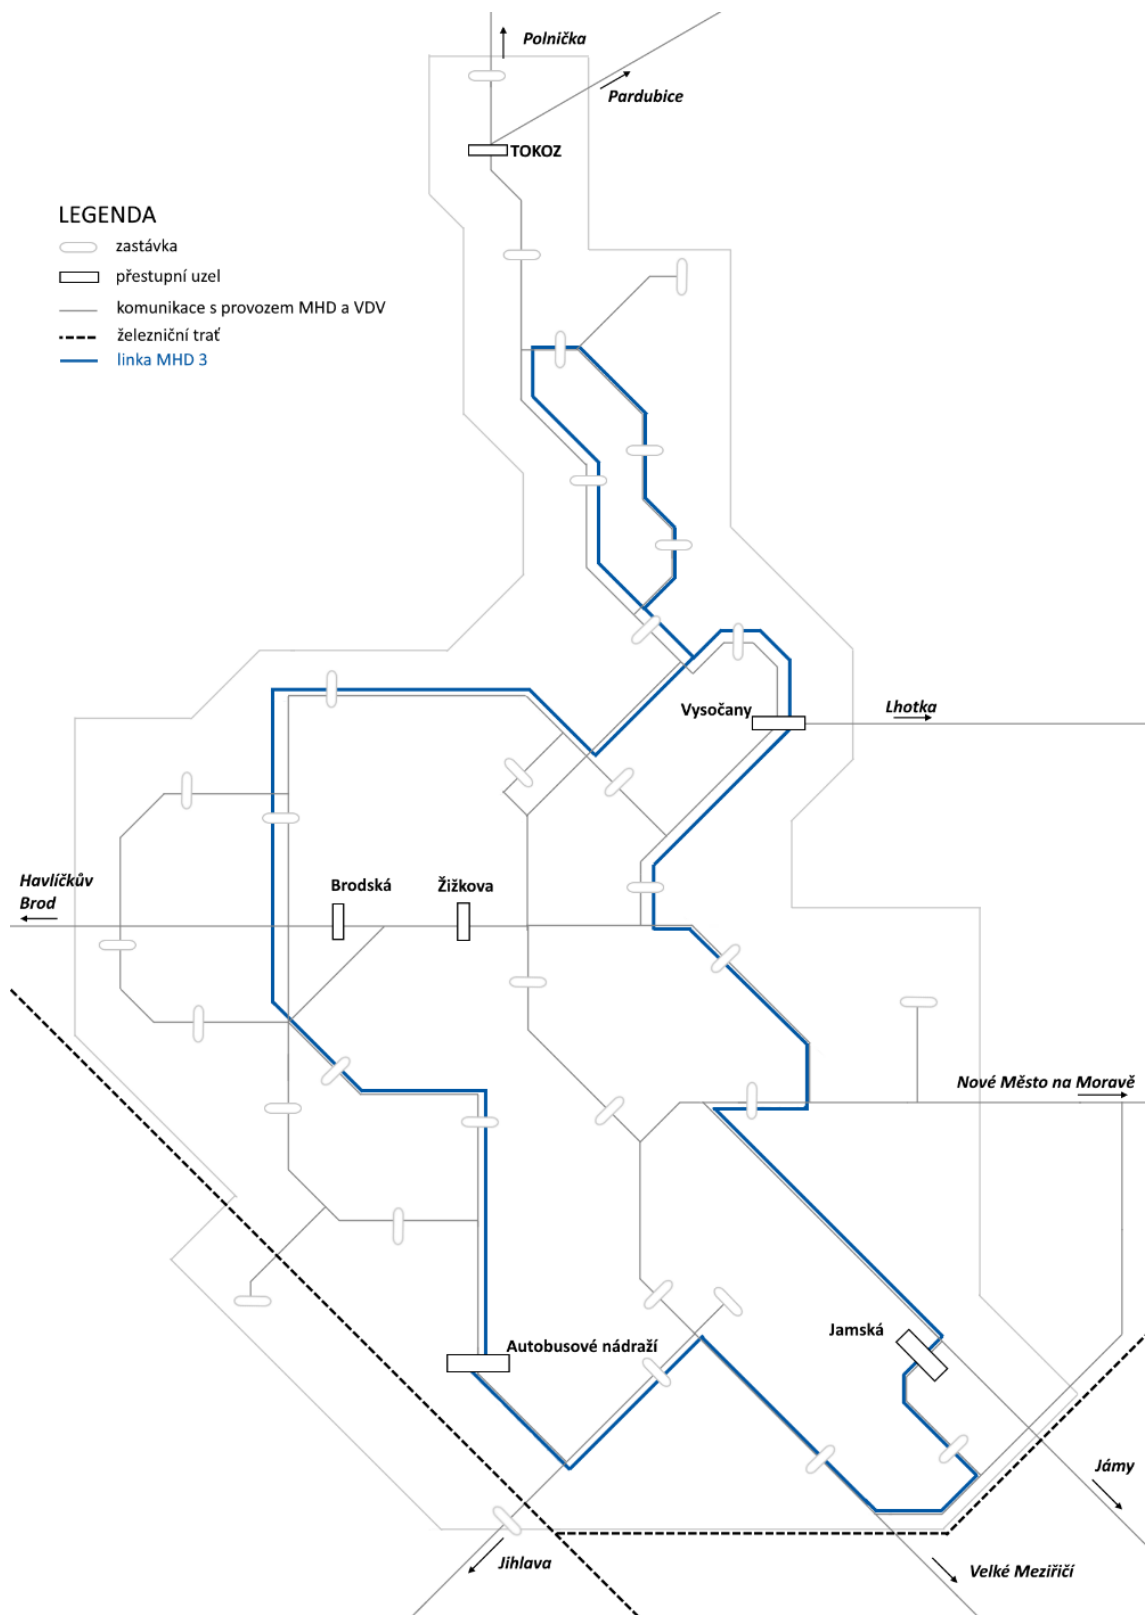 Polnička
Pardubice
TOKOZ
LEGENDA
zastávka
přestupní uzel
komunikace s provozem MHD a VDV
železniční trať
linka MHD 3
Vysočany
Lhotka
Havlíčkův
Brod
Brodská
Žižkova
Nové Město na Moravě
Autobusové nádraží
Jamská
Jámy
Jihlava
Velké Meziříčí